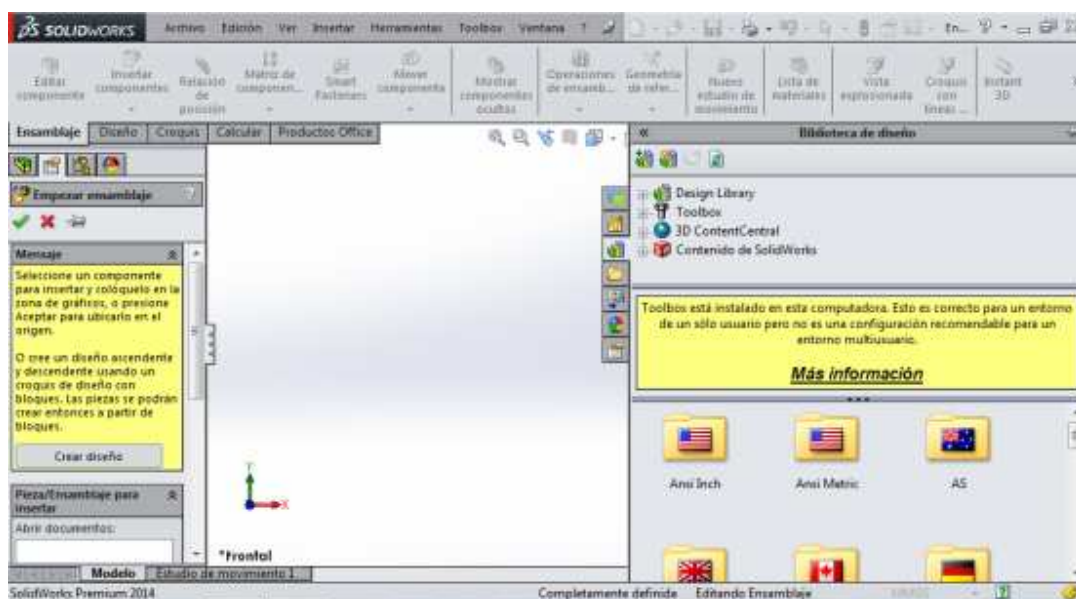 SOLIDWORKS
Archivo Edición Ver Insertar Herramientas Toolbox Ventana ? En...
Editar componente
Insertar componentes
Relación de posición
Matriz de componen...
Smart Fasteners
Mover componente
Mostrar componentes ocultos
Operaciones de ensamb...
Geometría de refer...
Nuevo estudio de movimiento
Lista de materiales
Vista explosionada
Croquis con líneas ...
Instant 3D
Ensamblaje Diseño Croquis Calcular Productos Office
Empezar ensamblaje
Mensaje
Seleccione un componente
para insertar y colóquelo en la
zona de gráficos, o presione
Aceptar para ubicarlo en el
origen.
O cree un diseño ascendente
y descendente usando un
croquis de diseño con
bloques. Las piezas se podrán
crear entonces a partir de
bloques.
Crear diseño
Pieza/Ensamblaje para
insertar
Abrir documentos:
Y
X
*Frontal
Modelo Estudio de movimiento 1
SolidWorks Premium 2014
Biblioteca de diseño
Design Library
Toolbox
3D ContentCentral
Contenido de SolidWorks
Toolbox está instalado en esta computadora. Esto es correcto para un entorno
de un sólo usuario pero no es una configuración recomendable para un
entorno multiusuario.
Más información
Ansi Inch
Ansi Metric
AS
Completamente definida Editando Ensamblaje